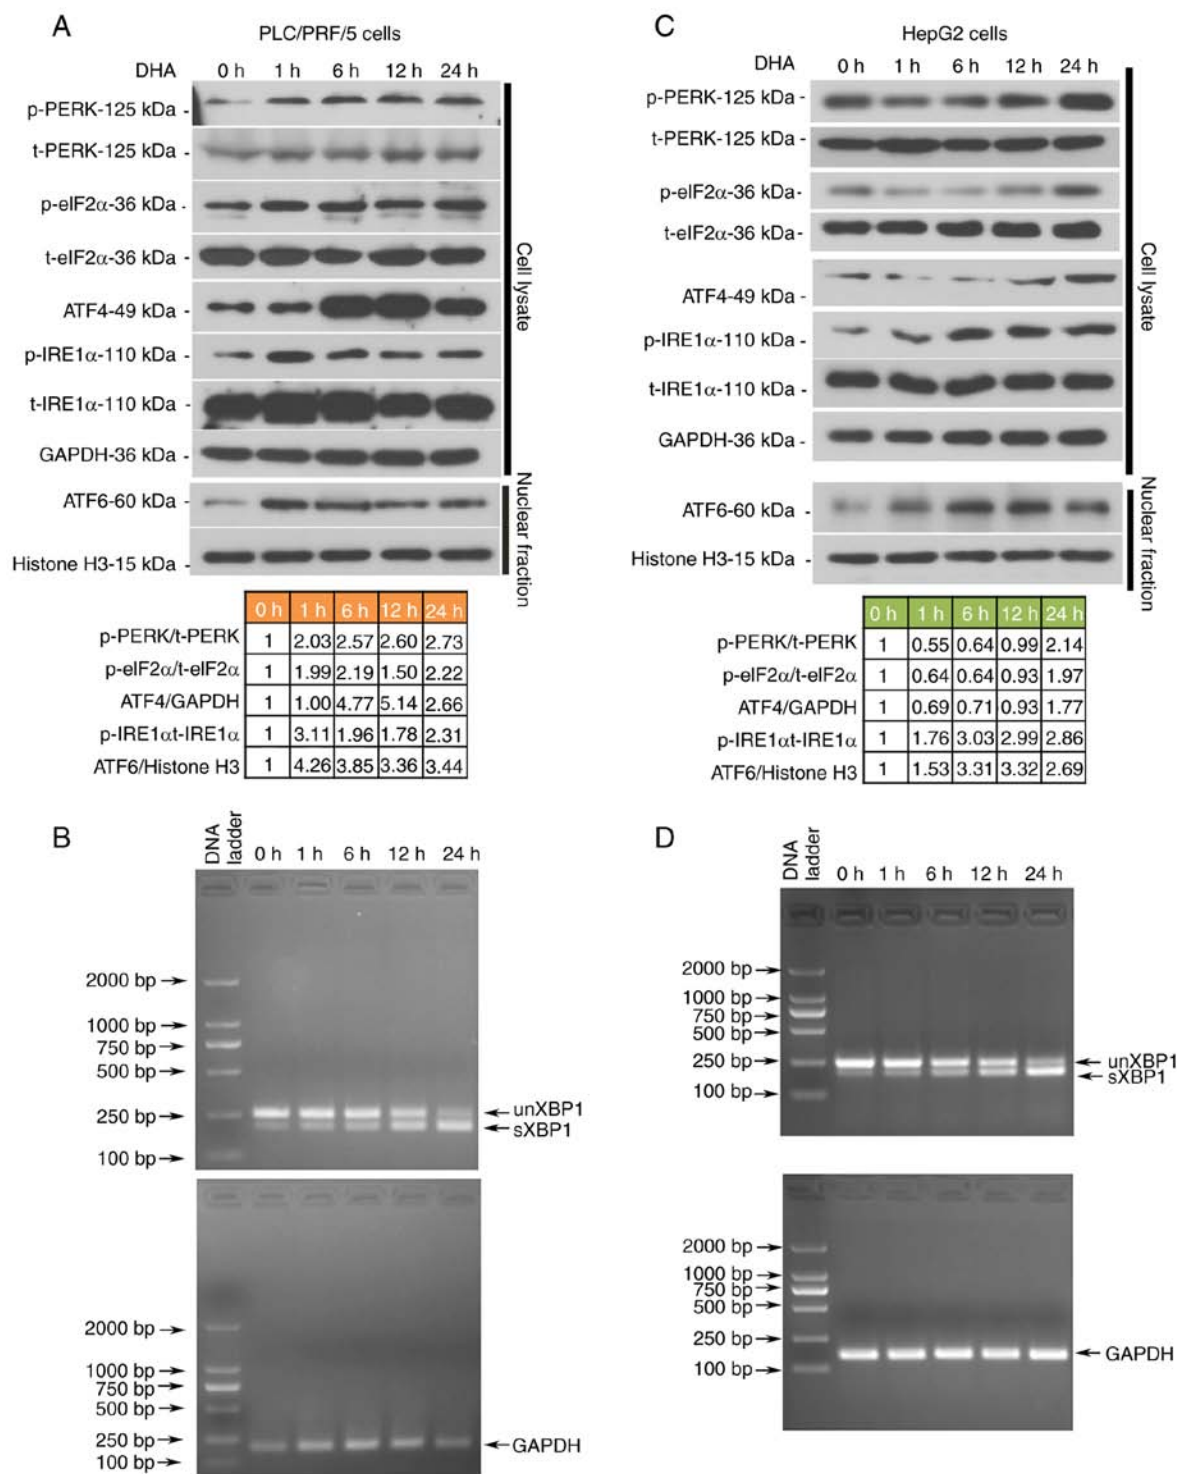 A
PLC/PRF/5 cells
DHA 0 h 1 h 6 h 12 h 24 h
p-PERK-125 kDa -
t-PERK-125 kDa -
p-eIF2α-36 kDa -
t-eIF2α-36 kDa -
ATF4-49 kDa -
p-IRE1α-110 kDa -
t-IRE1α-110 kDa -
GAPDH-36 kDa -
Cell lysate
ATF6-60 kDa -
Histone H3-15 kDa -
Nuclear fraction
0 h 1 h 6 h 12 h 24 h
p-PERK/t-PERK 1 2.03 2.57 2.60 2.73
p-eIF2α/t-eIF2α 1 1.99 2.19 1.50 2.22
ATF4/GAPDH 1 1.00 4.77 5.14 2.66
p-IRE1αt-IRE1α 1 3.11 1.96 1.78 2.31
ATF6/Histone H3 1 4.26 3.85 3.36 3.44
C
HepG2 cells
DHA 0 h 1 h 6 h 12 h 24 h
p-PERK-125 kDa -
t-PERK-125 kDa -
p-eIF2α-36 kDa -
t-eIF2α-36 kDa -
ATF4-49 kDa -
p-IRE1α-110 kDa -
t-IRE1α-110 kDa -
GAPDH-36 kDa -
Cell lysate
ATF6-60 kDa -
Histone H3-15 kDa -
Nuclear fraction
0 h 1 h 6 h 12 h 24 h
p-PERK/t-PERK 1 0.55 0.64 0.99 2.14
p-eIF2α/t-eIF2α 1 0.64 0.64 0.93 1.97
ATF4/GAPDH 1 0.69 0.71 0.93 1.77
p-IRE1αt-IRE1α 1 1.76 3.03 2.99 2.86
ATF6/Histone H3 1 1.53 3.31 3.32 2.69
B
DNA
ladder
0 h 1 h 6 h 12 h 24 h
2000 bp
1000 bp
750 bp
500 bp
250 bp
100 bp
unXBP1
sXBP1
2000 bp
1000 bp
750 bp
500 bp
250 bp
100 bp
GAPDH
D
DNA
ladder
0 h 1 h 6 h 12 h 24 h
2000 bp
1000 bp
750 bp
500 bp
250 bp
100 bp
unXBP1
sXBP1
2000 bp
1000 bp
750 bp
500 bp
250 bp
100 bp
GAPDH